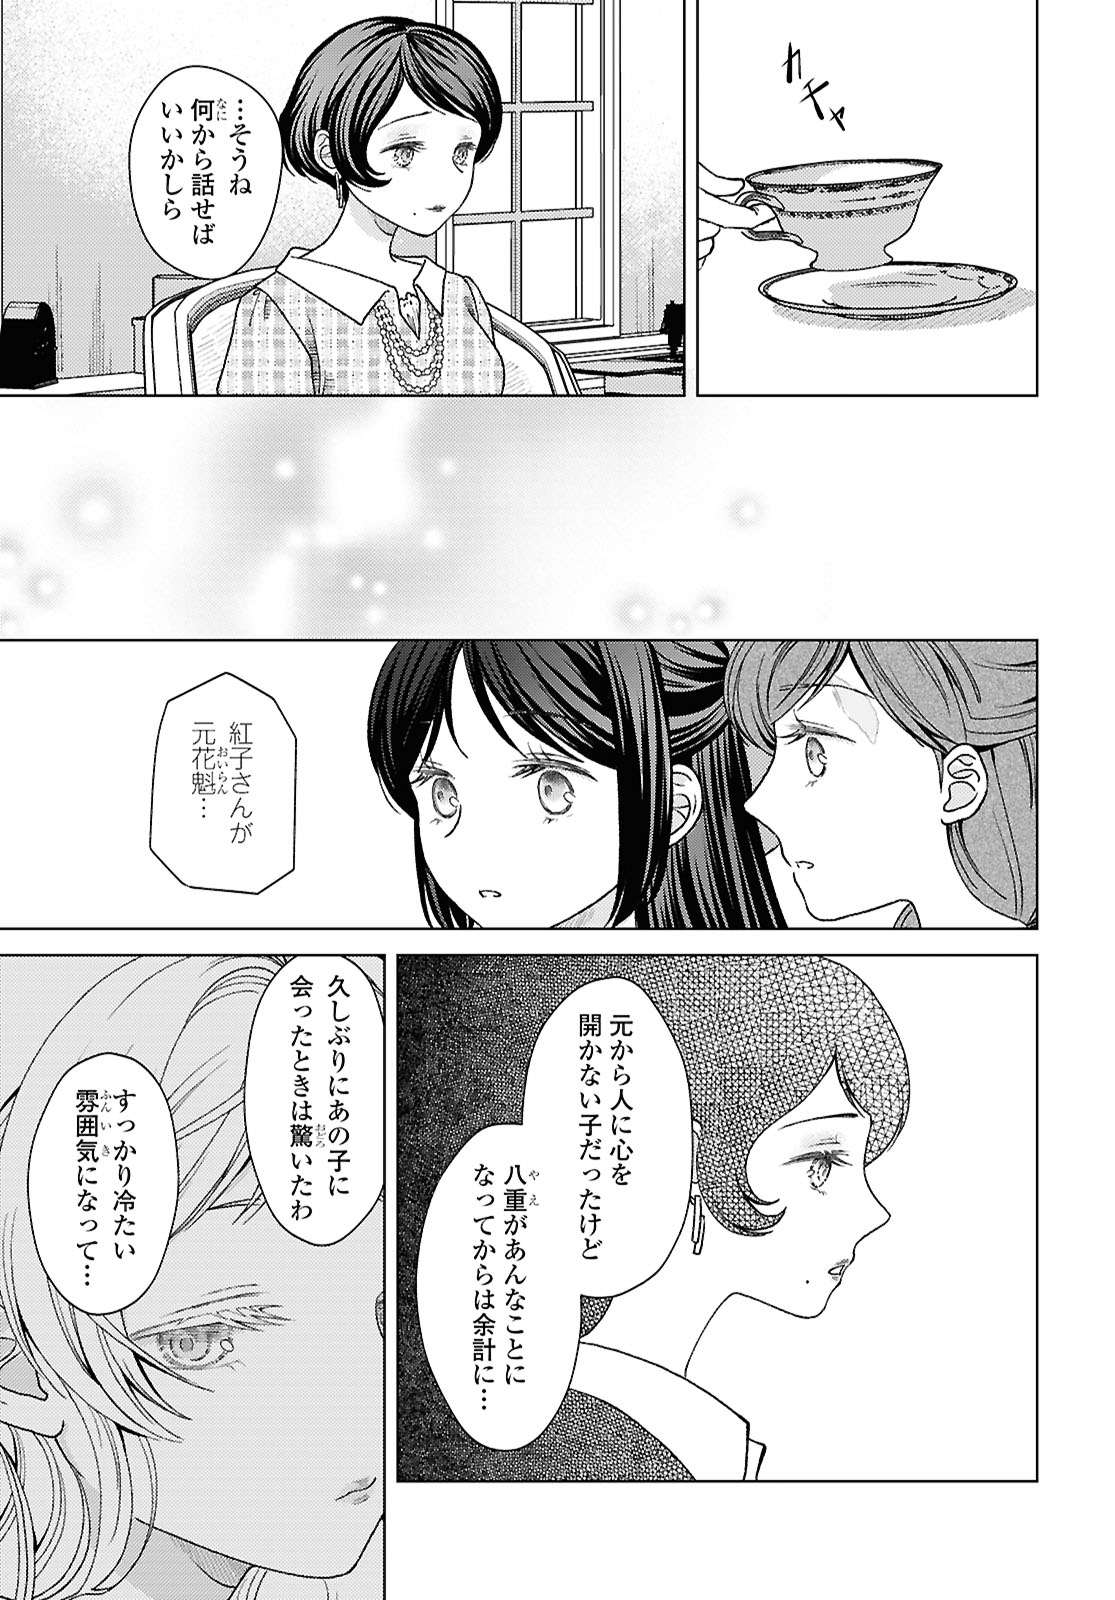 カチャ
…そうね
何から話せば
いいかしら
紅子さんが
元花魁…
元から人に心を
開かない子だったけど
八重があんなことに
なってからは余計に…
久しぶりにあの子に
会ったときは驚いたわ
すっかり冷たい
雰囲気になって…